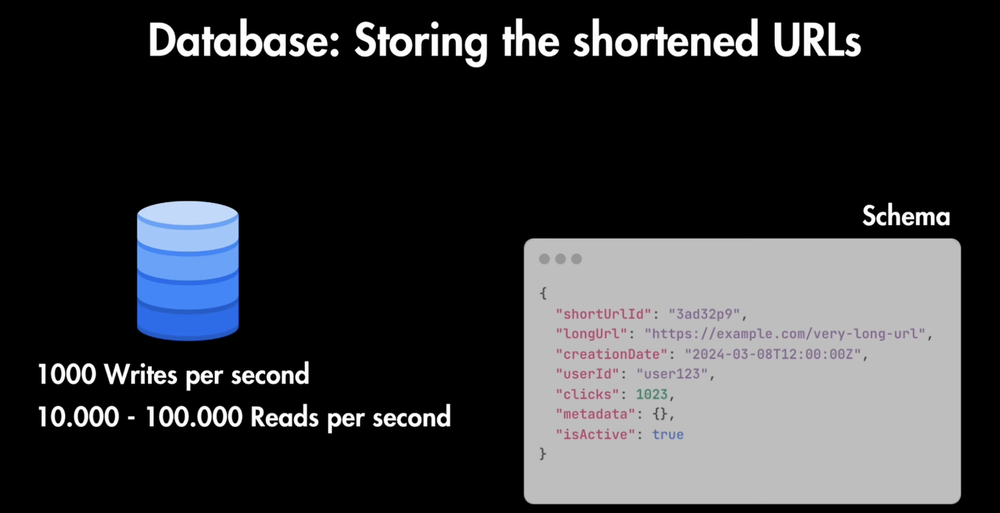 Database: Storing the shortened URLs
1000 Writes per second
10.000 - 100.000 Reads per second
Schema
{
"shortUrlId": "3ad32p9",
"longUrl": "https://example.com/very-long-url",
"creationDate": "2024-03-08T12:00:00Z",
"userId": "user123",
"clicks": 1023,
"metadata": {},
"isActive": true
}